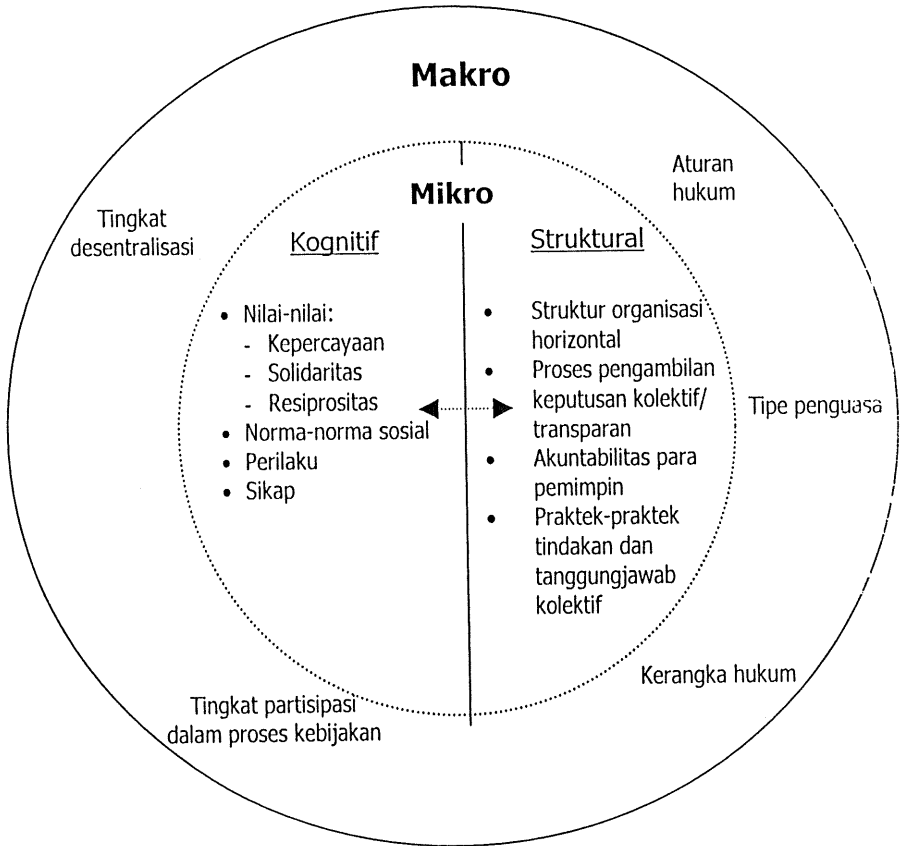 Makro
Aturan
hukum
Mikro
Tingkat
desentralisasi
Kognitif
Struktural
• Nilai-nilai:
- Kepercayaan
- Solidaritas
- Resiprositas
• Norma-norma sosial
• Perilaku
• Sikap
• Struktur organisasi
horizontal
• Proses pengambilan
keputusan kolektif/
transparan
• Akuntabilitas para
pemimpin
• Praktek-praktek
tindakan dan
tanggungjawab
kolektif
Tipe penguasa
Kerangka hukum
Tingkat partisipasi
dalam proses kebijakan